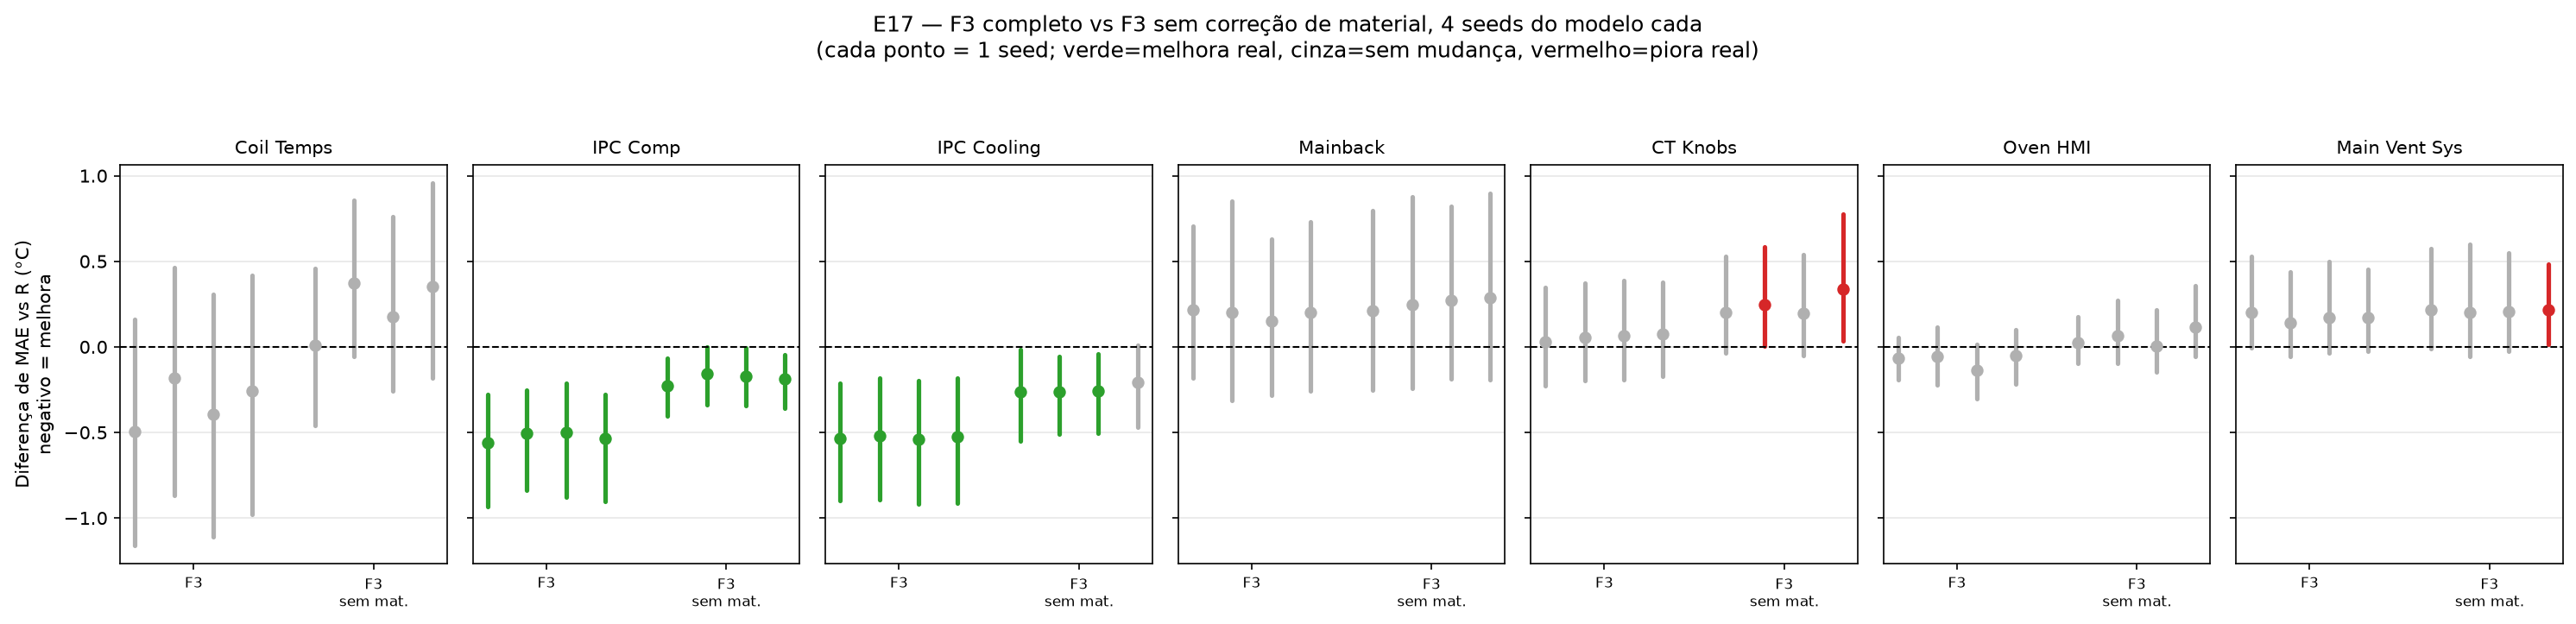 E17 — F3 completo vs F3 sem correção de material, 4 seeds do modelo cada
(cada ponto = 1 seed; verde=melhora real, cinza=sem mudança, vermelho=piora real)
Coil Temps
IPC Comp
IPC Cooling
Mainback
CT Knobs
Oven HMI
Main Vent Sys
Diferença de MAE vs R (°C)
negativo = melhora
1.0
0.5
0.0
−0.5
−1.0
F3
F3
sem mat.
F3
F3
sem mat.
F3
F3
sem mat.
F3
F3
sem mat.
F3
F3
sem mat.
F3
F3
sem mat.
F3
F3
sem mat.